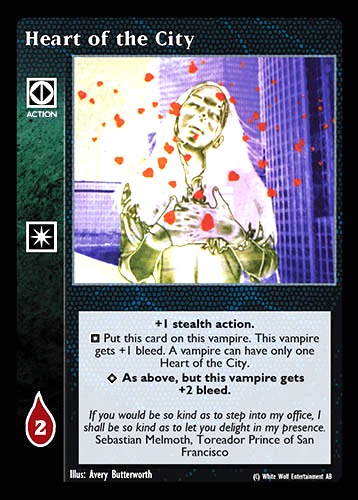 Heart of the City
ACTION
+1 stealth action.
Put this card on this vampire. This vampire
gets +1 bleed. A vampire can have only one
Heart of the City.
As above, but this vampire gets
+2 bleed.
If you would be so kind as to step into my office, I
shall be so kind as to let you delight in my presence.
Sebastian Melmoth, Toreador Prince of San
Francisco
2
Illus: Avery Butterworth
(C) White Wolf Entertainment AB